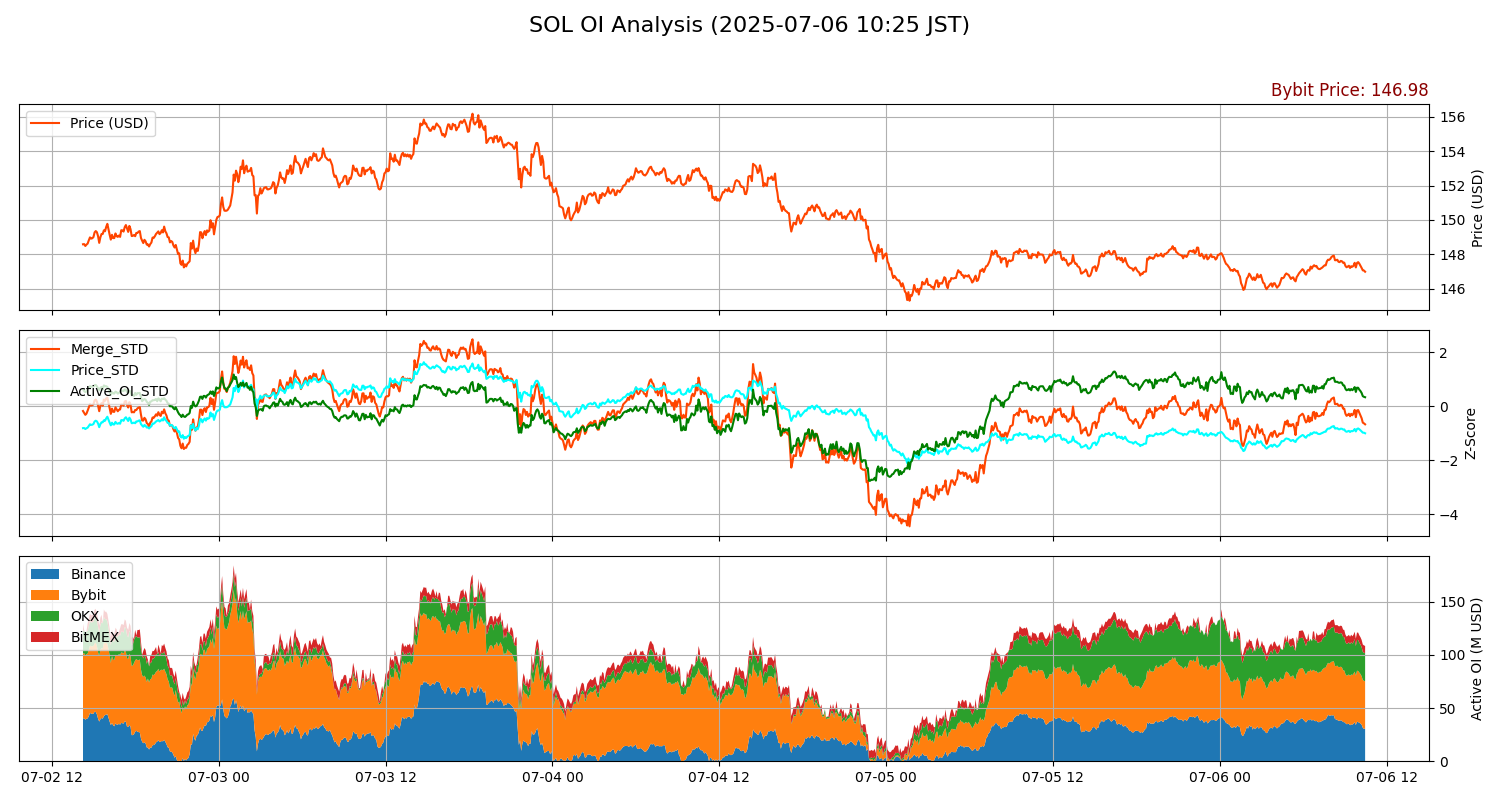 SOL OI Analysis (2025-07-06 10:25 JST)
Bybit Price: 146.98
Price (USD)
156
154
152
150
148
146
Price (USD)
Merge_STD
Price_STD
Active_OI_STD
2
0
−2
−4
Z-Score
Binance
Bybit
OKX
BitMEX
150
100
50
0
Active OI (M USD)
07-02 12
07-03 00
07-03 12
07-04 00
07-04 12
07-05 00
07-05 12
07-06 00
07-06 12